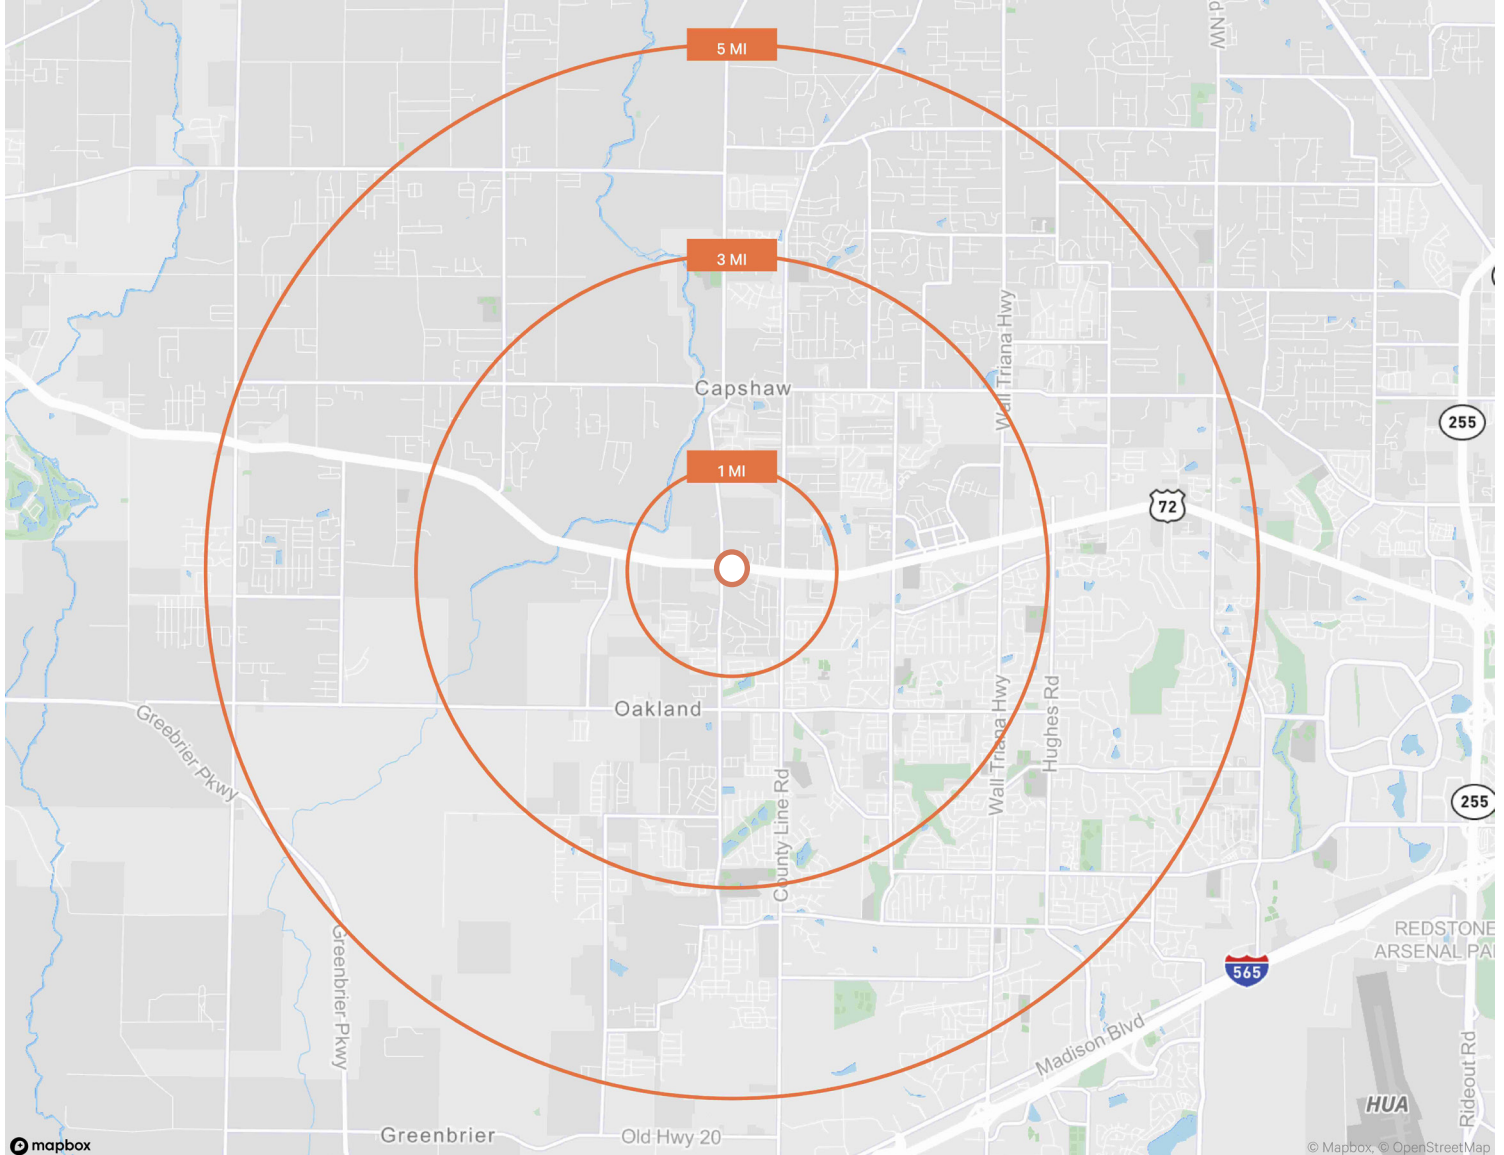 d NW
5 MI
3 MI
Wall Triana Hwy
Capshaw
255
1 MI
72
Oakland
Greebrier Pkwy
Wall Triana Hwy
Hughes Rd
County Line Rd
255
REDSTONE
ARSENAL PA
565
Greenbrier Pkwy
Madison Blvd
Rideout Rd
HUA
Greenbrier
Old Hwy 20
mapbox
© Mapbox, © OpenStreetMap